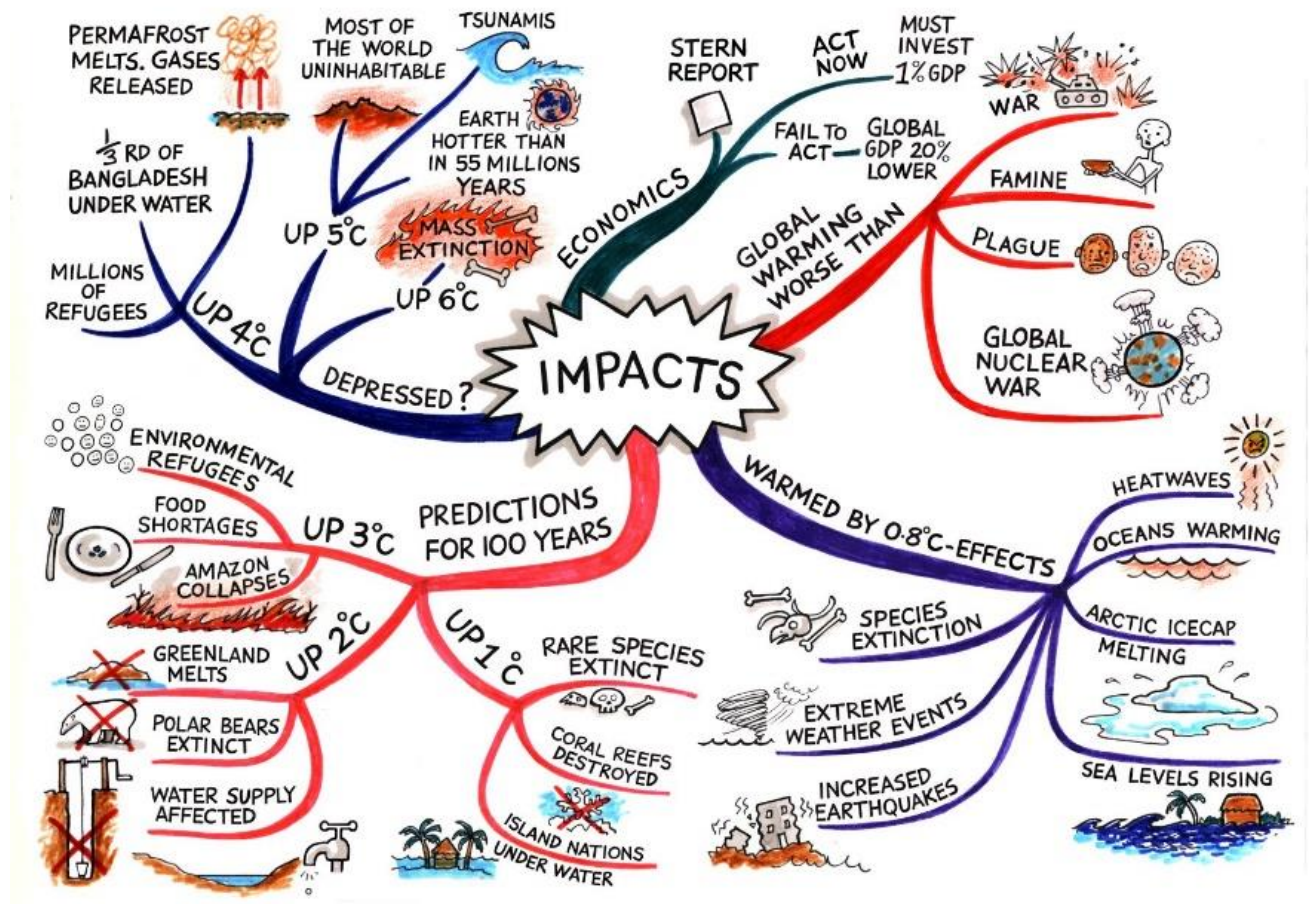 IMPACTS
ECONOMICS
STERN
REPORT
ACT
NOW
MUST
INVEST
1% GDP
FAIL TO
ACT
GLOBAL
GDP 20%
LOWER
GLOBAL
WARMING
WORSE THAN
WAR
FAMINE
PLAGUE
GLOBAL
NUCLEAR
WAR
WARMED BY 0.8°C-EFFECTS
HEATWAVES
OCEANS WARMING
ARCTIC ICECAP
MELTING
SEA LEVELS RISING
SPECIES
EXTINCTION
EXTREME
WEATHER EVENTS
INCREASED
EARTHQUAKES
PREDICTIONS
FOR 100 YEARS
UP 1°C
RARE SPECIES
EXTINCT
CORAL REEFS
DESTROYED
ISLAND NATIONS
UNDER WATER
UP 2°C
GREENLAND
MELTS
POLAR BEARS
EXTINCT
WATER SUPPLY
AFFECTED
UP 3°C
ENVIRONMENTAL
REFUGEES
FOOD
SHORTAGES
AMAZON
COLLAPSES
DEPRESSED?
UP 4°C
PERMAFROST
MELTS. GASES
RELEASED
1/3 RD OF
BANGLADESH
UNDER WATER
MILLIONS
OF
REFUGEES
UP 5°C
MOST OF
THE WORLD
UNINHABITABLE
TSUNAMIS
EARTH
HOTTER THAN
IN 55 MILLIONS
YEARS
UP 6°C
MASS
EXTINCTION